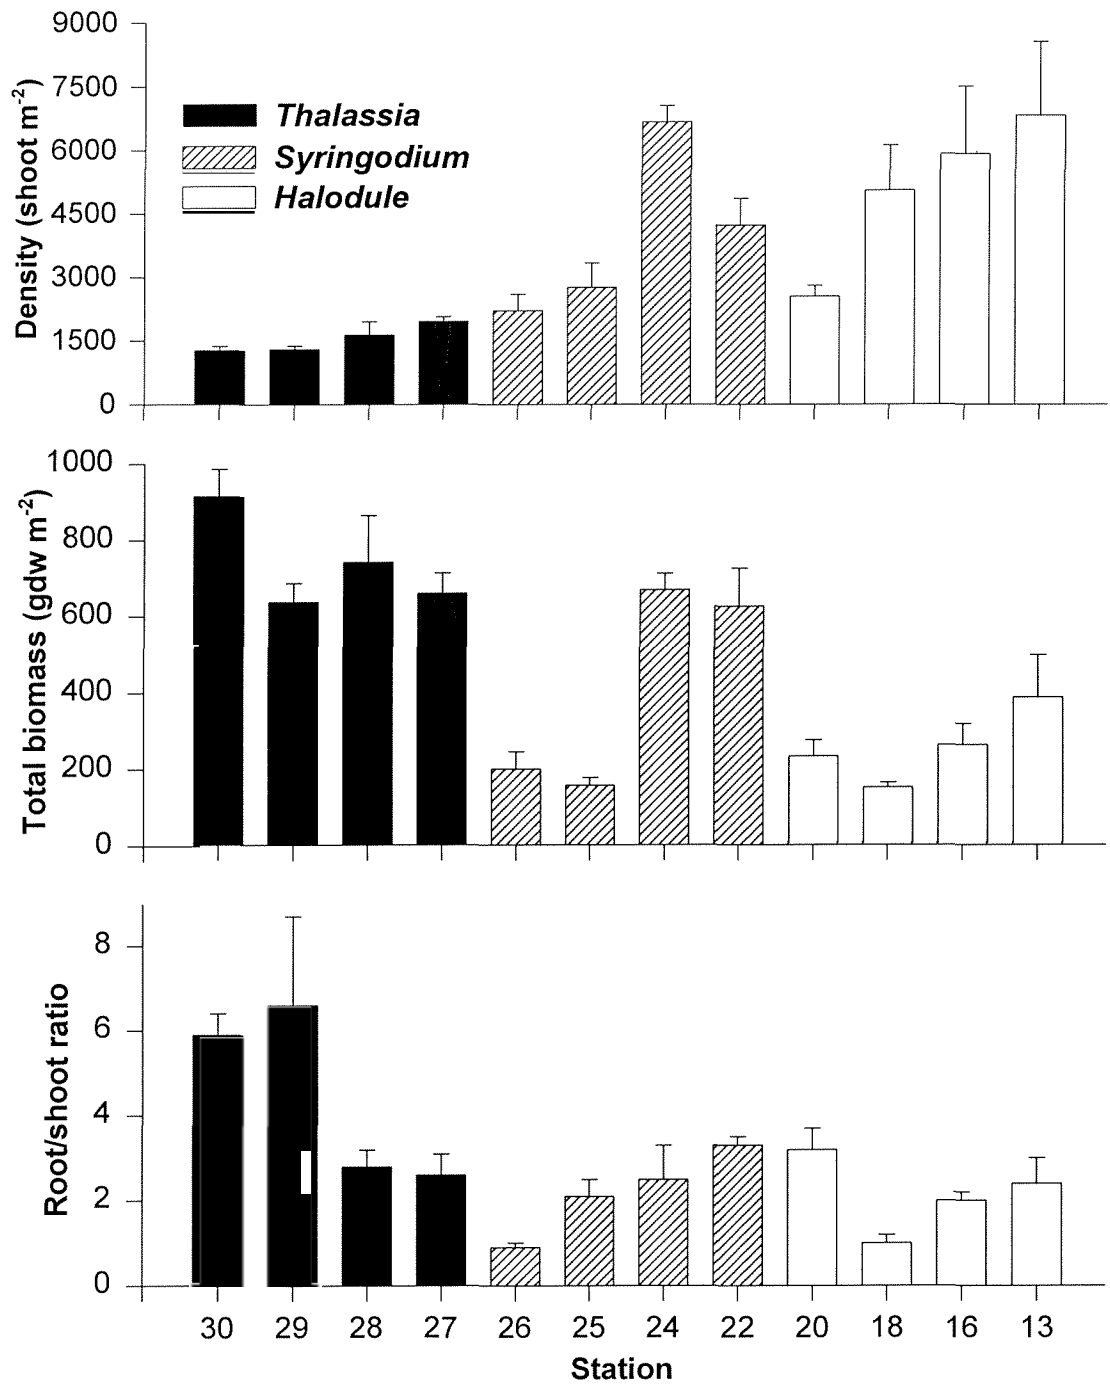 Density (shoot m⁻²)
9000
7500
6000
4500
3000
1500
0
Thalassia
Syringodium
Halodule
Total biomass (gdw m⁻²)
1000
800
600
400
200
0
Root/shoot ratio
8
6
4
2
0
30 29 28 27 26 25 24 22 20 18 16 13
Station